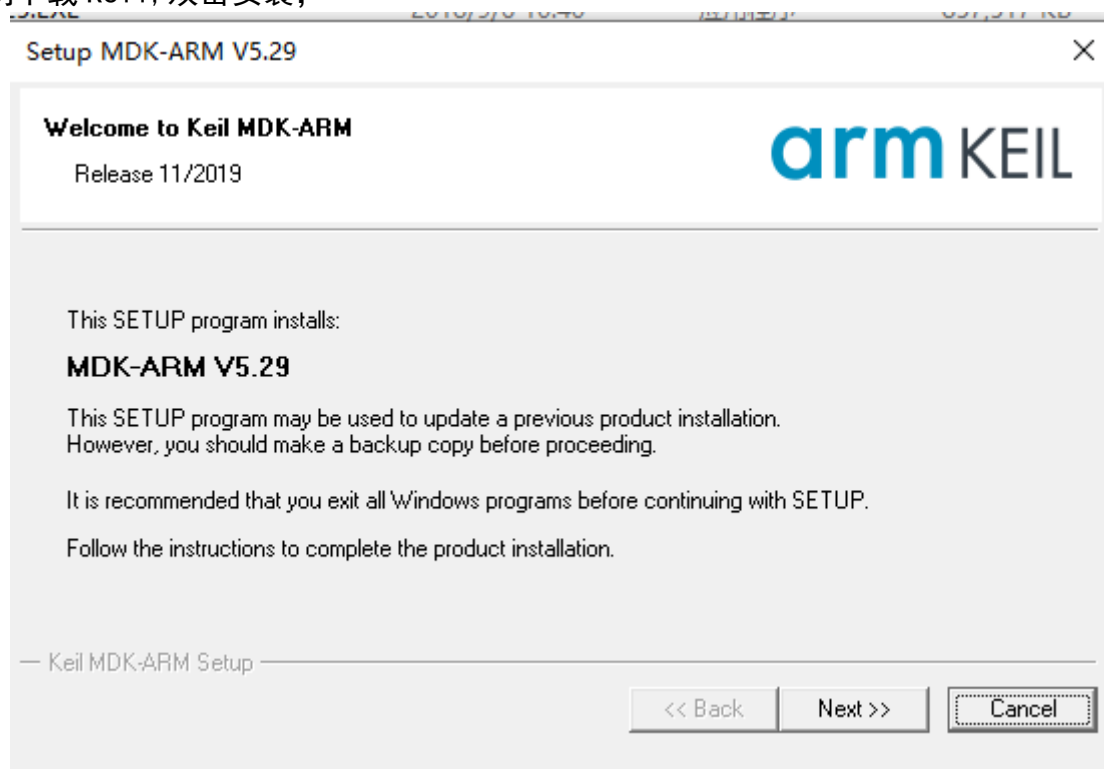 Setup MDK-ARM V5.29
Welcome to Keil MDK-ARM
Release 11/2019
arm KEIL
This SETUP program installs:
MDK-ARM V5.29
This SETUP program may be used to update a previous product installation.
However, you should make a backup copy before proceeding.
It is recommended that you exit all Windows programs before continuing with SETUP.
Follow the instructions to complete the product installation.
Keil MDK-ARM Setup
<< Back Next >> Cancel